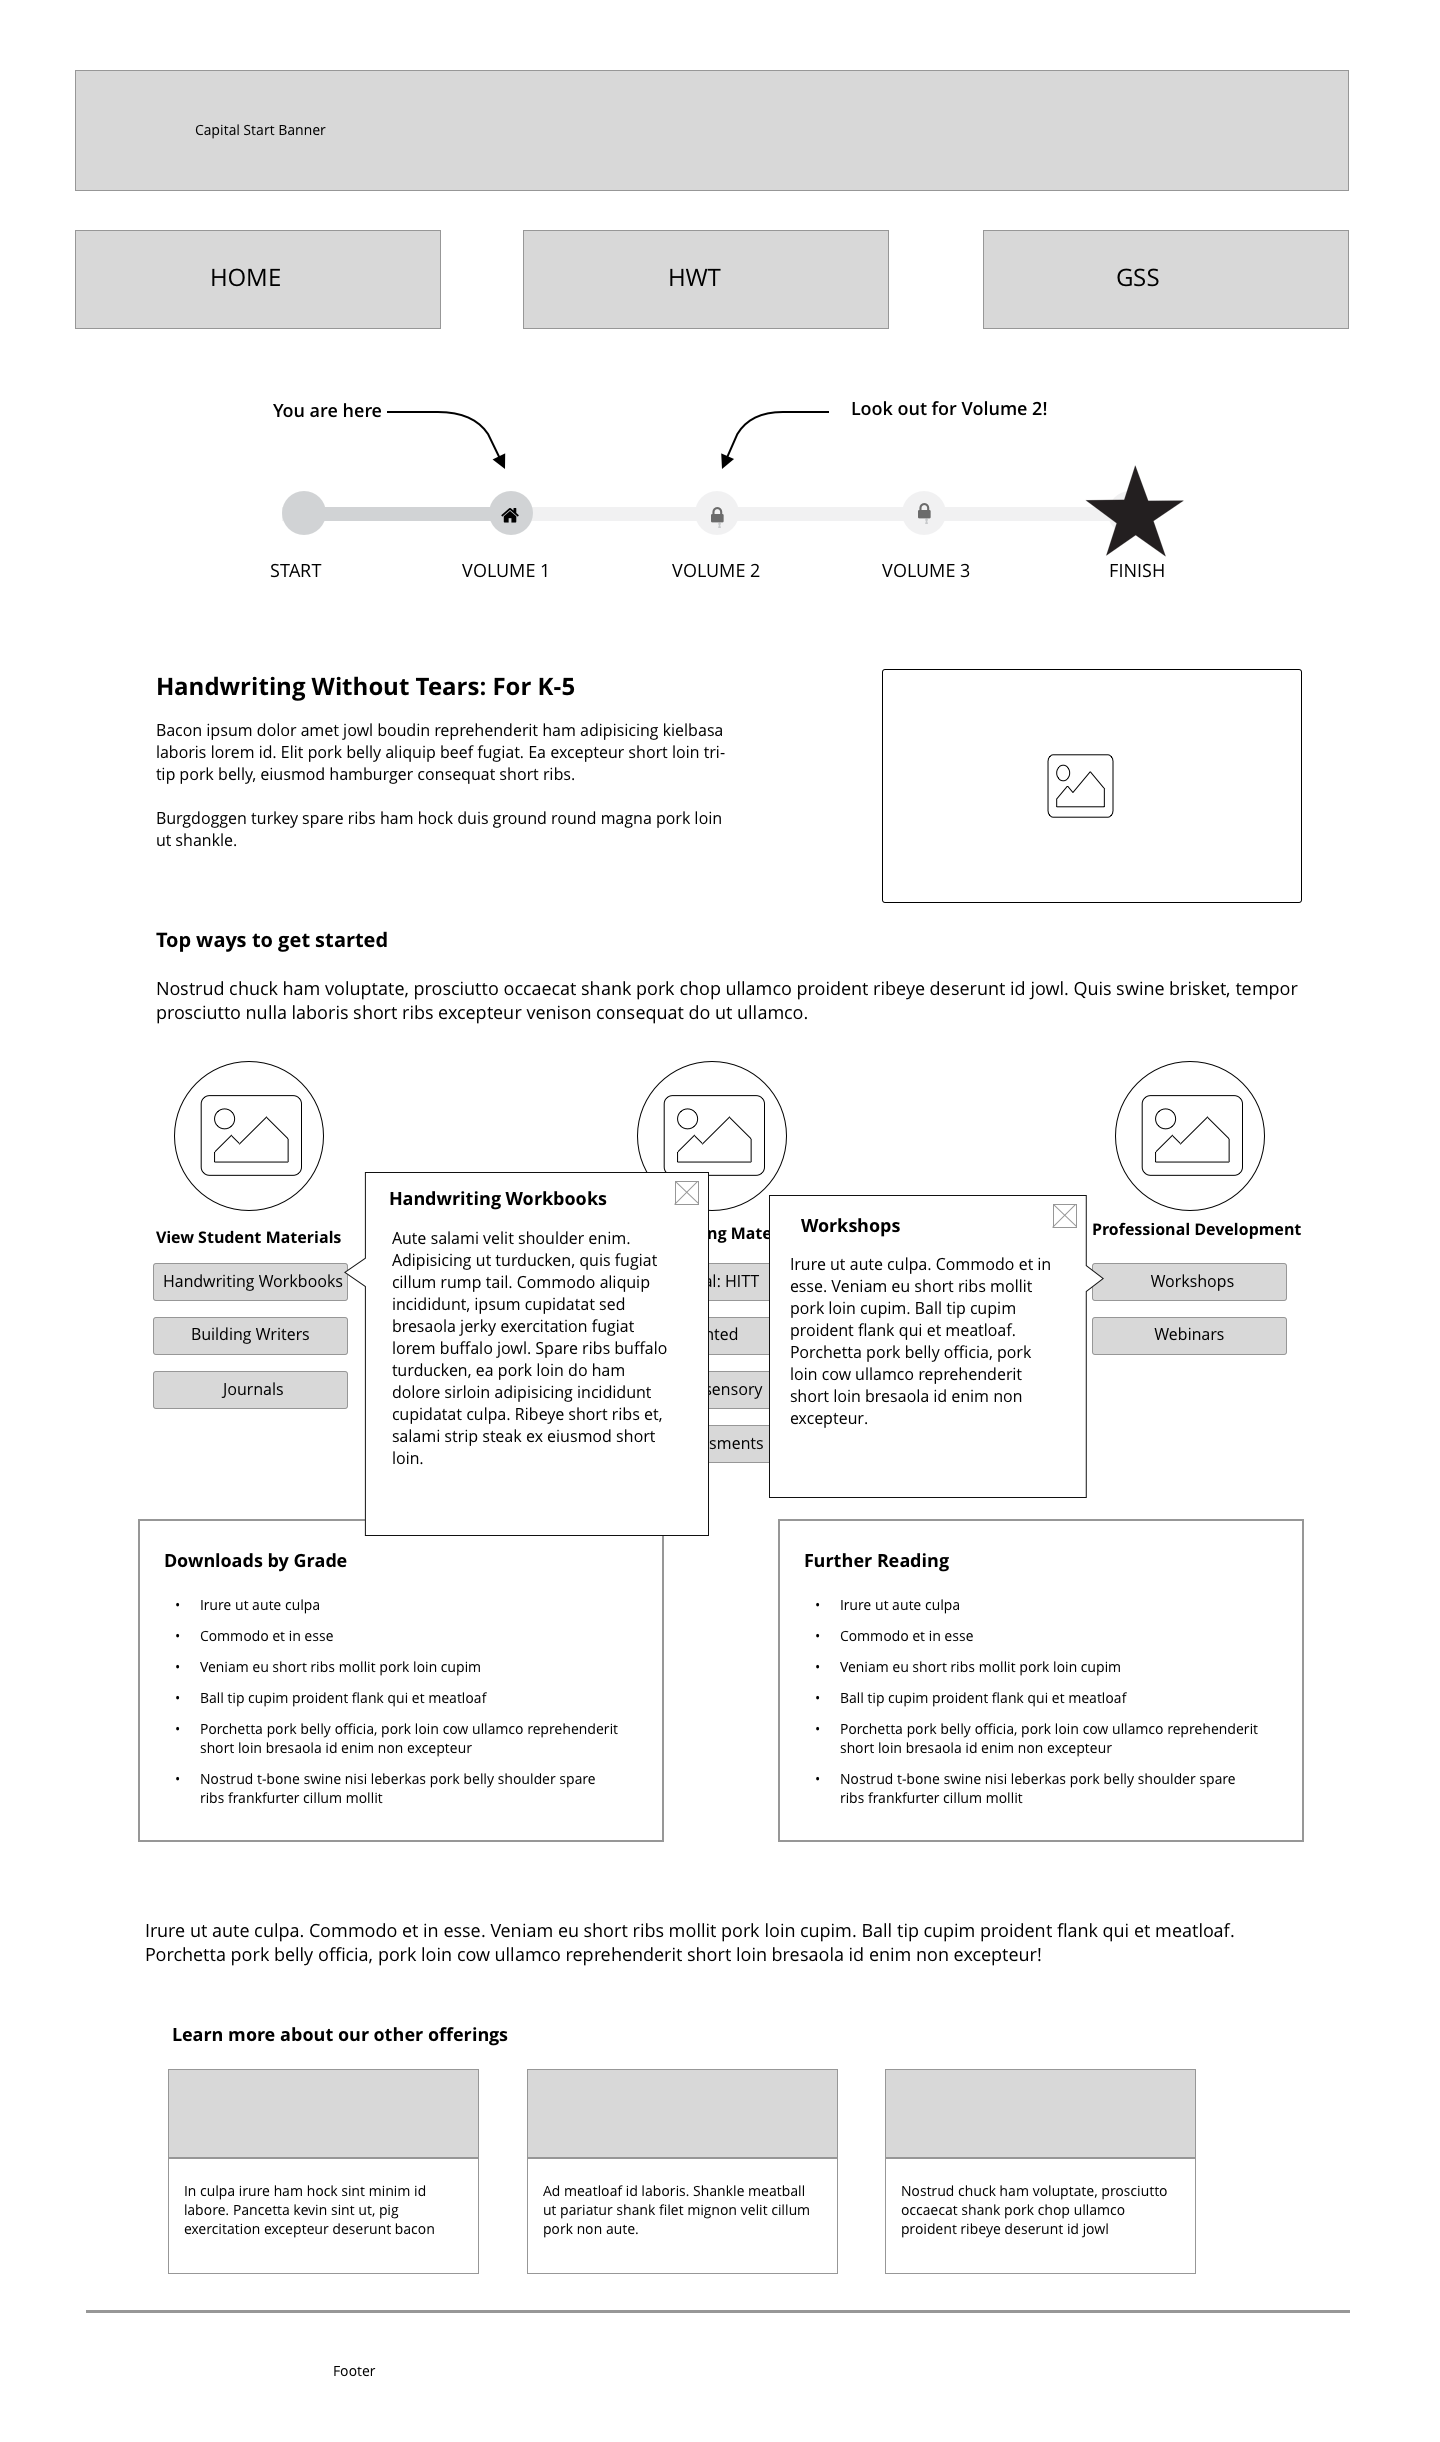 Capital Start Banner
HOME
HWT
GSS
You are here
Look out for Volume 2!
START
VOLUME 1
VOLUME 2
VOLUME 3
FINISH
Handwriting Without Tears: For K-5
Bacon ipsum dolor amet jowl boudin reprehenderit ham adipisicing kielbasa
laboris lorem id. Elit pork belly aliquip beef fugiat. Ea excepteur short loin tri-
tip pork belly, eiusmod hamburger consequat short ribs.
Burgdoggen turkey spare ribs ham hock duis ground round magna pork loin
ut shankle.
Top ways to get started
Nostrud chuck ham voluptate, prosciutto occaecat shank pork chop ullamco proident ribeye deserunt id jowl. Quis swine brisket, tempor
prosciutto nulla laboris short ribs excepteur venison consequat do ut ullamco.
View Student Materials
Handwriting Workbooks
Building Writers
Journals
Handwriting Workbooks
Aute salami velit shoulder enim.
Adipisicing ut turducken, quis fugiat
cillum rump tail. Commodo aliquip
incididunt, ipsum cupidatat sed
bresaola jerky exercitation fugiat
lorem buffalo jowl. Spare ribs buffalo
turducken, ea pork loin do ham
dolore sirloin adipisicing incididunt
cupidatat culpa. Ribeye short ribs et,
salami strip steak ex eiusmod short
loin.
ng Mate
al: HITT
nted
sensory
sments
Workshops
Irure ut aute culpa. Commodo et in
esse. Veniam eu short ribs mollit
pork loin cupim. Ball tip cupim
proident flank qui et meatloaf.
Porchetta pork belly officia, pork
loin cow ullamco reprehenderit
short loin bresaola id enim non
excepteur.
Professional Development
Workshops
Webinars
Downloads by Grade
• Irure ut aute culpa
• Commodo et in esse
• Veniam eu short ribs mollit pork loin cupim
• Ball tip cupim proident flank qui et meatloaf
• Porchetta pork belly officia, pork loin cow ullamco reprehenderit
short loin bresaola id enim non excepteur
• Nostrud t-bone swine nisi leberkas pork belly shoulder spare
ribs frankfurter cillum mollit
Further Reading
• Irure ut aute culpa
• Commodo et in esse
• Veniam eu short ribs mollit pork loin cupim
• Ball tip cupim proident flank qui et meatloaf
• Porchetta pork belly officia, pork loin cow ullamco reprehenderit
short loin bresaola id enim non excepteur
• Nostrud t-bone swine nisi leberkas pork belly shoulder spare
ribs frankfurter cillum mollit
Irure ut aute culpa. Commodo et in esse. Veniam eu short ribs mollit pork loin cupim. Ball tip cupim proident flank qui et meatloaf.
Porchetta pork belly officia, pork loin cow ullamco reprehenderit short loin bresaola id enim non excepteur!
Learn more about our other offerings
In culpa irure ham hock sint minim id
labore. Pancetta kevin sint ut, pig
exercitation excepteur deserunt bacon
Ad meatloaf id laboris. Shankle meatball
ut pariatur shank filet mignon velit cillum
pork non aute.
Nostrud chuck ham voluptate, prosciutto
occaecat shank pork chop ullamco
proident ribeye deserunt id jowl
Footer